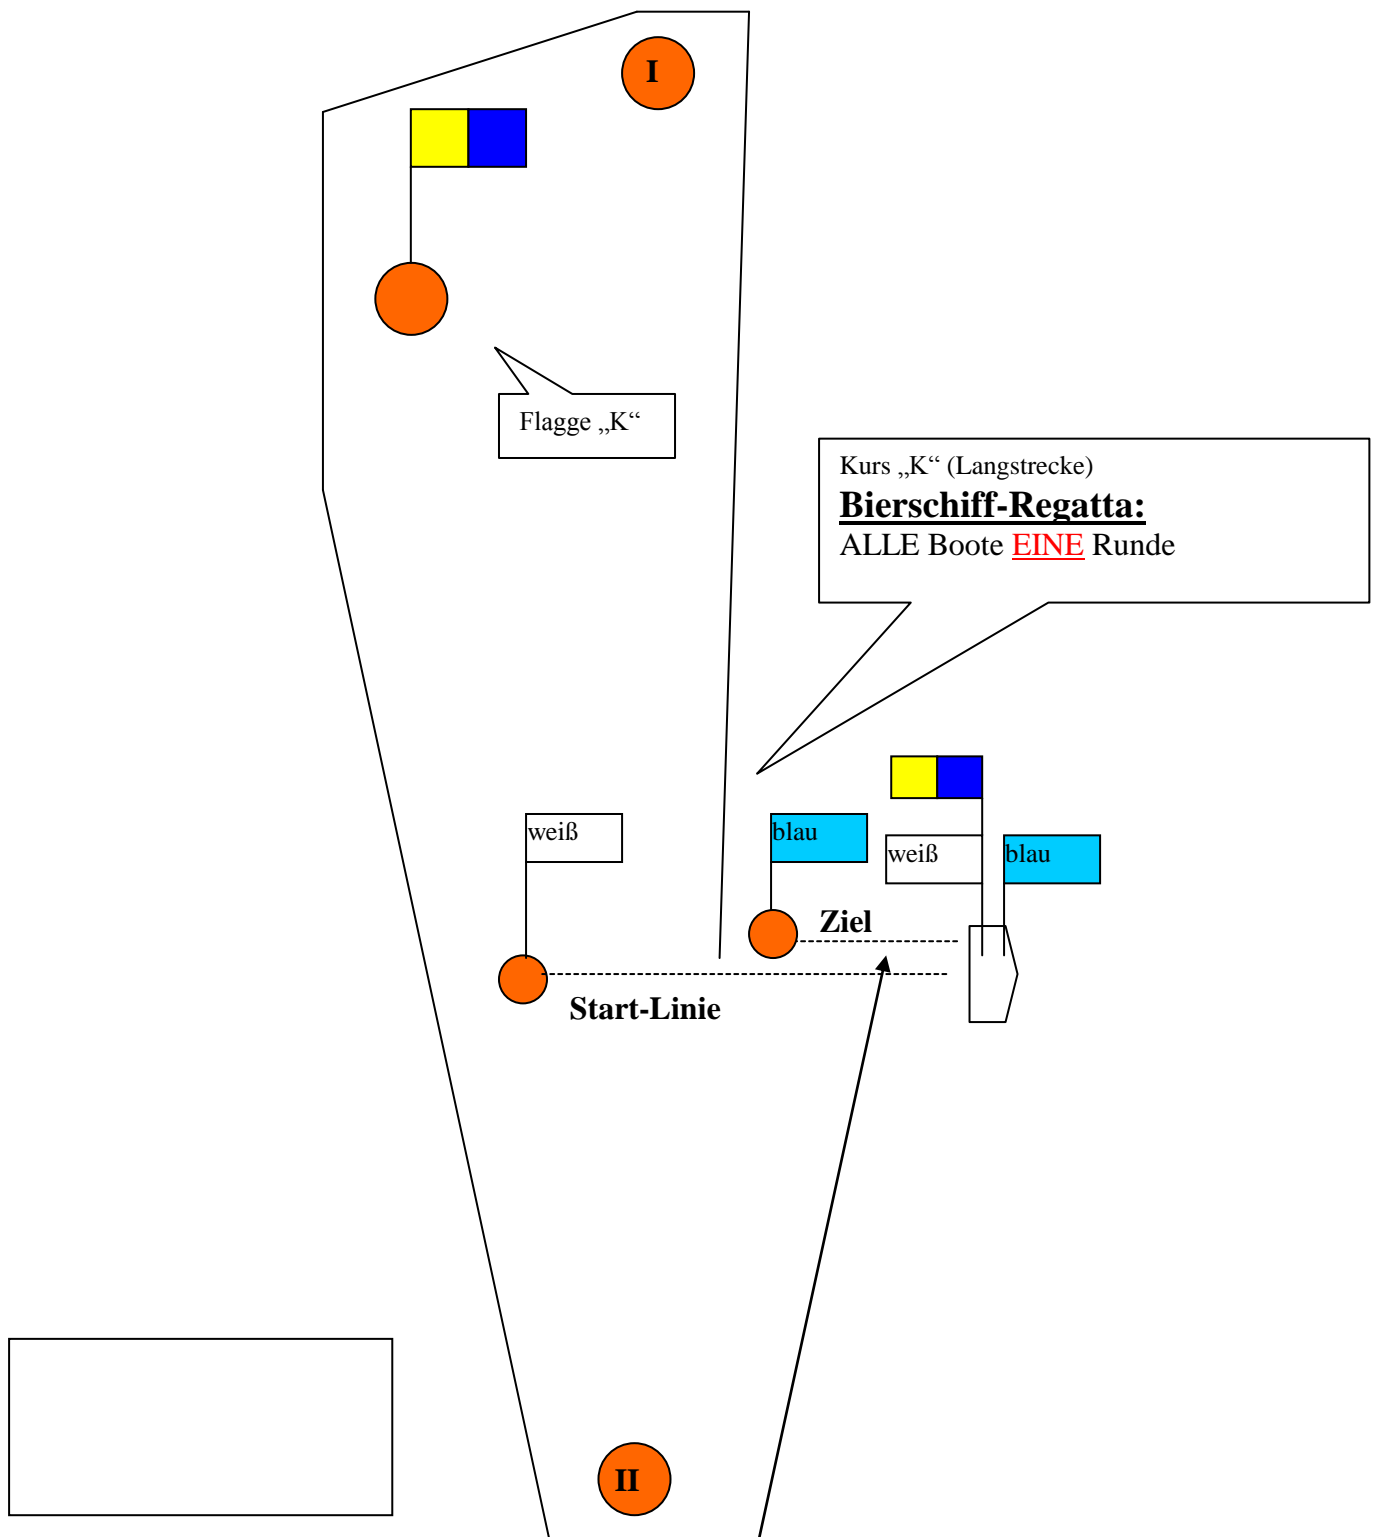 I
Flagge „K“
Kurs „K“ (Langstrecke)
Bierschiff-Regatta:
ALLE Boote EINE Runde
weiß
blau
weiß
blau
Ziel
Start-Linie
II